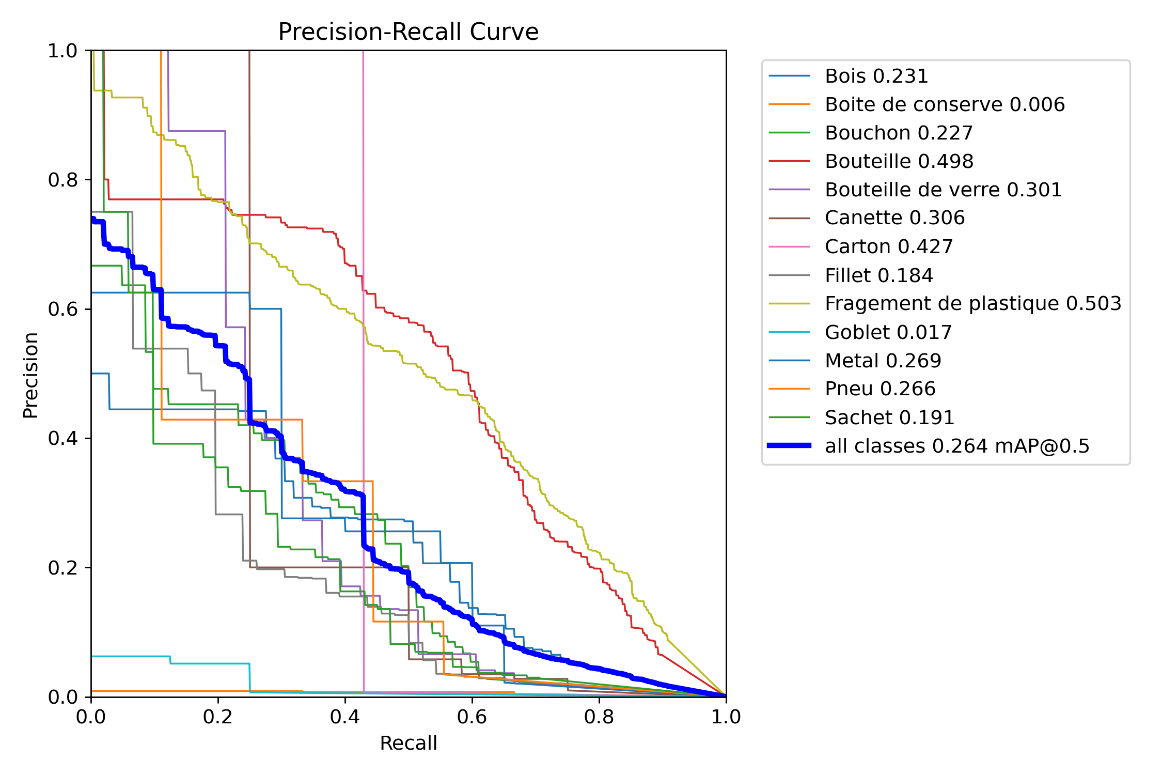 Precision-Recall Curve
1.0
0.8
0.6
0.4
0.2
0.0
Precision
0.0 0.2 0.4 0.6 0.8 1.0
Recall
Bois 0.231
Boite de conserve 0.006
Bouchon 0.227
Bouteille 0.498
Bouteille de verre 0.301
Canette 0.306
Carton 0.427
Fillet 0.184
Fragement de plastique 0.503
Goblet 0.017
Metal 0.269
Pneu 0.266
Sachet 0.191
all classes 0.264 mAP@0.5